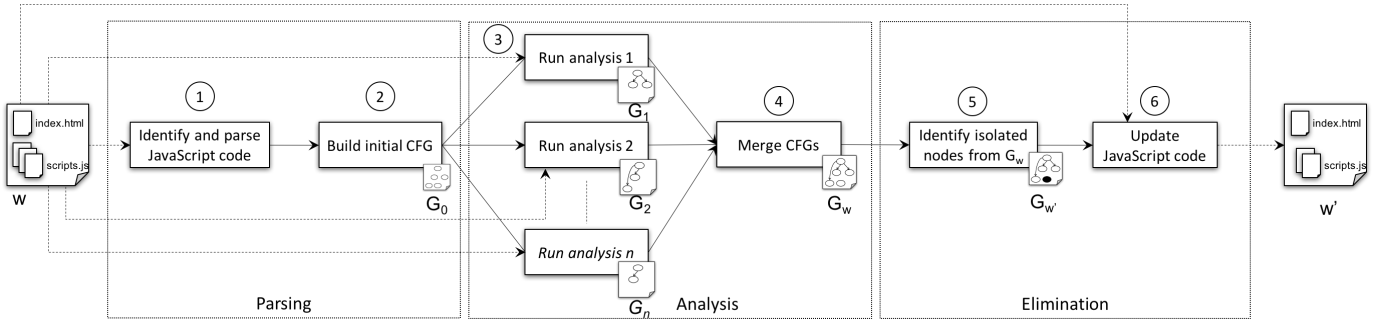 index.html
scripts.js
w
1
Identify and parse
JavaScript code
2
Build initial CFG
G0
Parsing
3
Run analysis 1
G1
Run analysis 2
G2
Run analysis n
Gn
4
Merge CFGs
Gw
Analysis
5
Identify isolated
nodes from Gw
Gw'
6
Update
JavaScript code
Elimination
index.html
scripts.js
w'